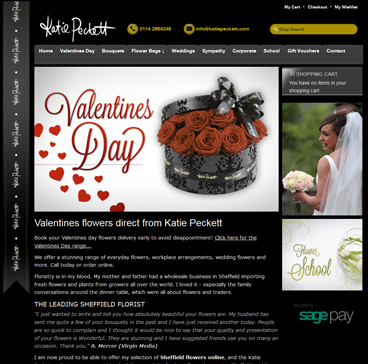 My Cart • Checkout • My Wishlist
Katie Peckett
0114 2684249
info@katiepeckett.com
Shop Search
Home Valentines Day Bouquets Flower Bags Weddings Sympathy Corporate School Gift Vouchers Contact
SHOPPING CART
You have no items in your
shopping cart.
Valentines
Day
Flower
School
sage pay
Valentines flowers direct from Katie Peckett
Book your Valentines day flowers delivery early to avoid disappointment! Click here for the
Valentines Day range...
We offer a stunning range of everyday flowers, workplace arrangements, wedding flowers and
more. Call today or order online.
Floristry is in my blood. My mother and father had a wholesale business in Sheffield importing
fresh flowers and plants from growers all over the world. I loved it - especially the family
conversations around the dinner table, which were all about flowers and traders.
THE LEADING SHEFFIELD FLORIST
"I just wanted to write and tell you how absolutely beautiful your flowers are. My husband has
sent me quite a few of your bouquets in the past and I have just received another today. People
are so quick to complain and I thought it would be nice to say that your quality and presentation
of your flowers is Wonderful. They are stunning and I have suggested friends use you on many an
occasion. Thank you." A. Mercer (Virgin Media)
I am now proud to be able to offer my selection of Sheffield flowers online, and the Katie